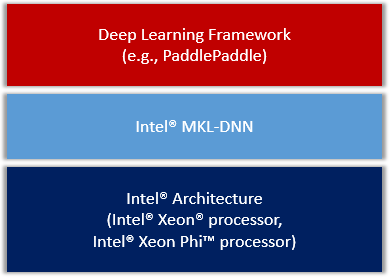 Deep Learning Framework
(e.g., PaddlePaddle)
Intel® MKL-DNN
Intel® Architecture
(Intel® Xeon® processor,
Intel® Xeon Phi™ processor)